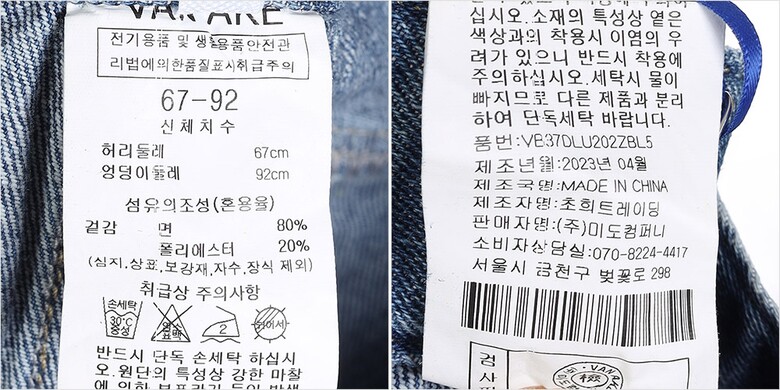 전기용품 및 생활용품안전관
리법에의한품질표시취급주의
67-92
신체치수
허리둘레 67cm
엉덩이둘레 92cm
섬유의조성(혼용율)
겉감 면 80%
폴리에스터 20%
(심지,상표,보강재,자수,장식 제외)
취급상 주의사항
손세탁
30℃
중성
2
반드시 단독 손세탁 하십시
오.원단의 특성상 강한 마찰
십시오.소재의 특성상 옅은
색상과의 착용시 이염의 우
려가 있으니 반드시 착용에
주의하십시오.세탁시 물이
빠지므로 다른 제품과 분리
하여 단독세탁 바랍니다.
품번:VB37DLU202ZBL5
제조년월:2023년 04월
제조국명:MADE IN CHINA
제조자명:초희트레이딩
판매자명:(주)미도컴퍼니
소비자상담실:070-8224-4417
서울시 금천구 벚꽃로 298
검
사